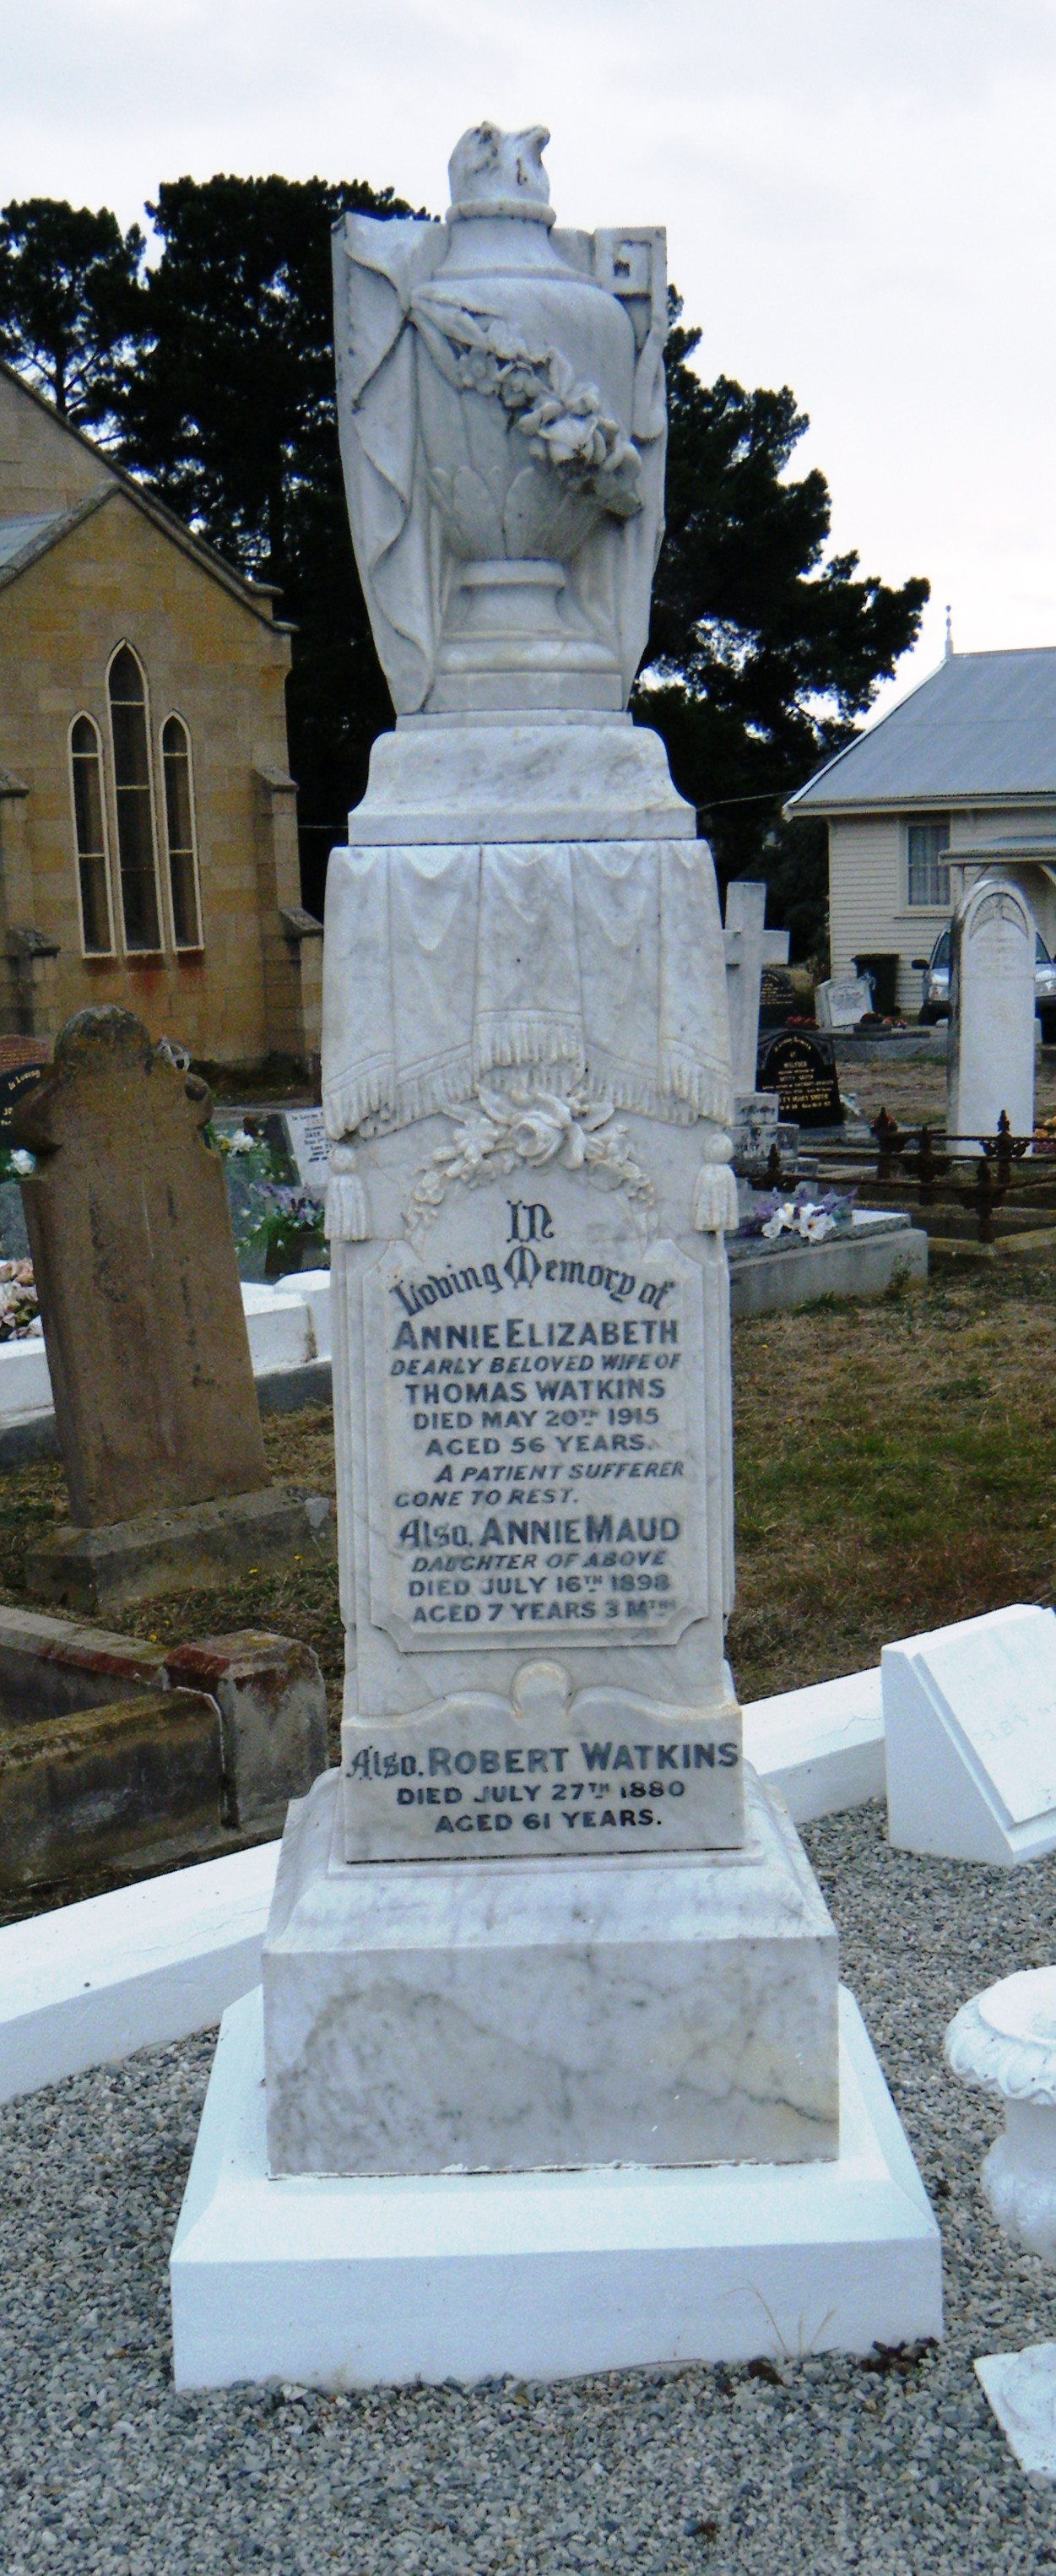 In
Loving Memory of
ANNIE ELIZABETH
DEARLY BELOVED WIFE OF
THOMAS WATKINS
DIED MAY 20TH 1915
AGED 56 YEARS.
A PATIENT SUFFERER
GONE TO REST.
Also, ANNIE MAUD
DAUGHTER OF ABOVE
DIED JULY 16TH 1898
AGED 7 YEARS 3 MTHS
Also, ROBERT WATKINS
DIED JULY 27TH 1880
AGED 61 YEARS.